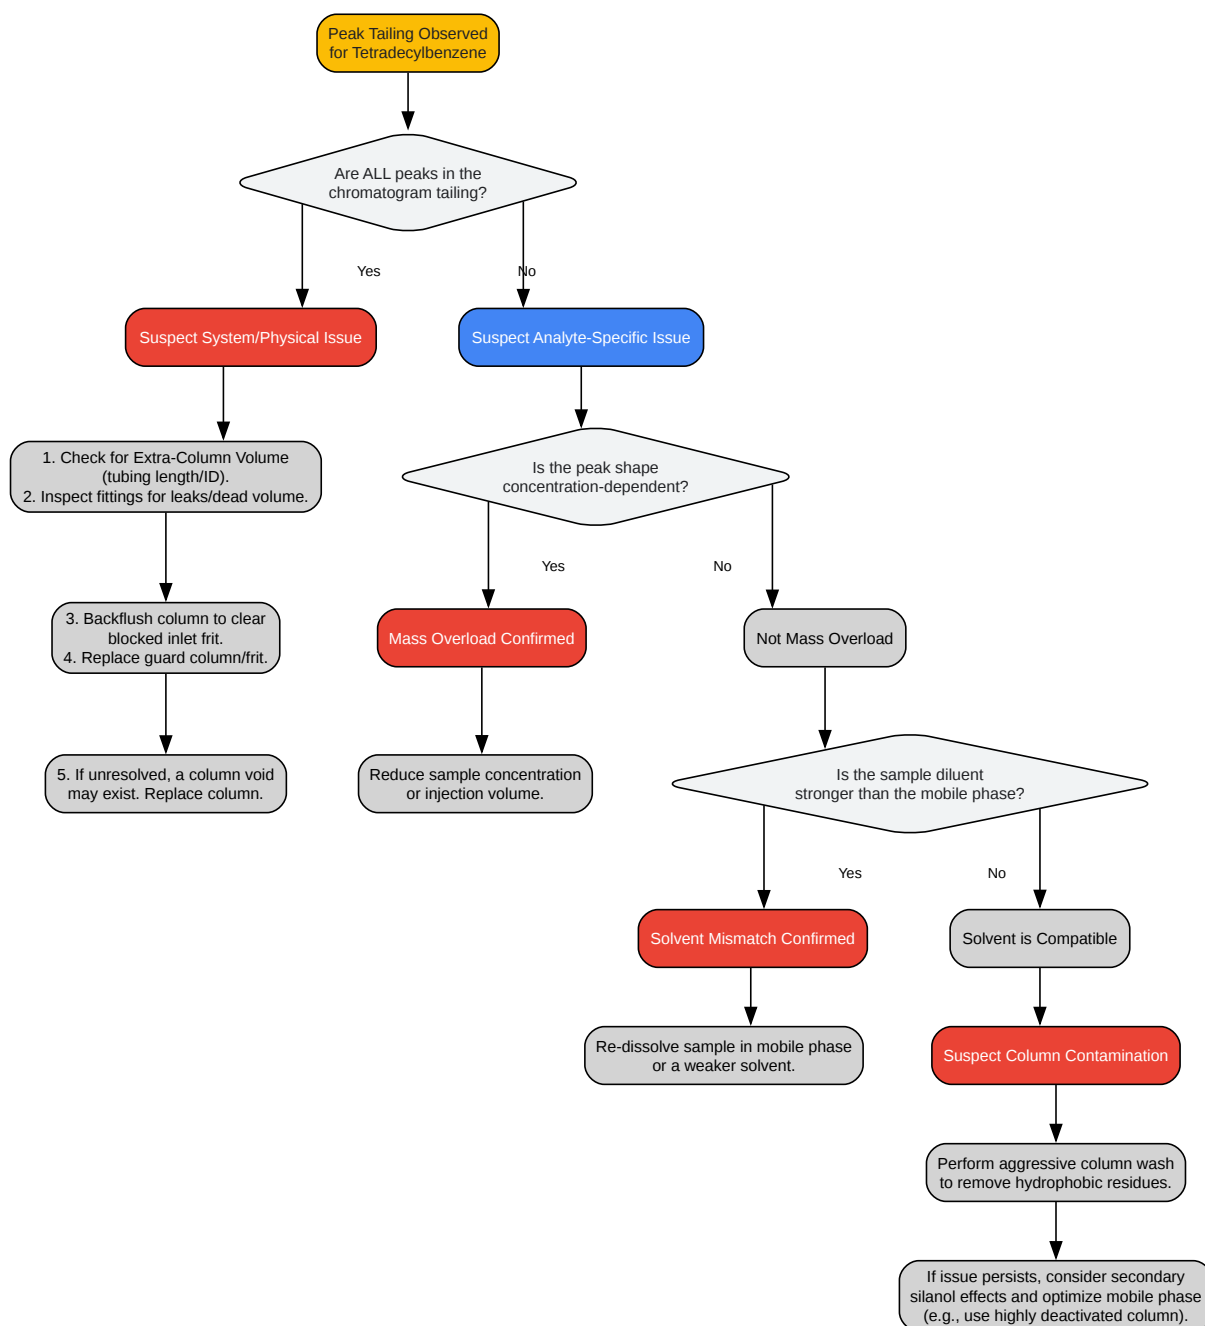 Peak Tailing Observed
for Tetradecylbenzene
Are ALL peaks in the
chromatogram tailing?
Yes
No
Suspect System/Physical Issue
Suspect Analyte-Specific Issue
1. Check for Extra-Column Volume
(tubing length/ID).
2. Inspect fittings for leaks/dead volume.
Is the peak shape
concentration-dependent?
Yes
No
3. Backflush column to clear
blocked inlet frit.
4. Replace guard column/frit.
Mass Overload Confirmed
Not Mass Overload
5. If unresolved, a column void
may exist. Replace column.
Reduce sample concentration
or injection volume.
Is the sample diluent
stronger than the mobile phase?
Yes
No
Solvent Mismatch Confirmed
Solvent is Compatible
Re-dissolve sample in mobile phase
or a weaker solvent.
Suspect Column Contamination
Perform aggressive column wash
to remove hydrophobic residues.
If issue persists, consider secondary
silanol effects and optimize mobile phase
(e.g., use highly deactivated column).